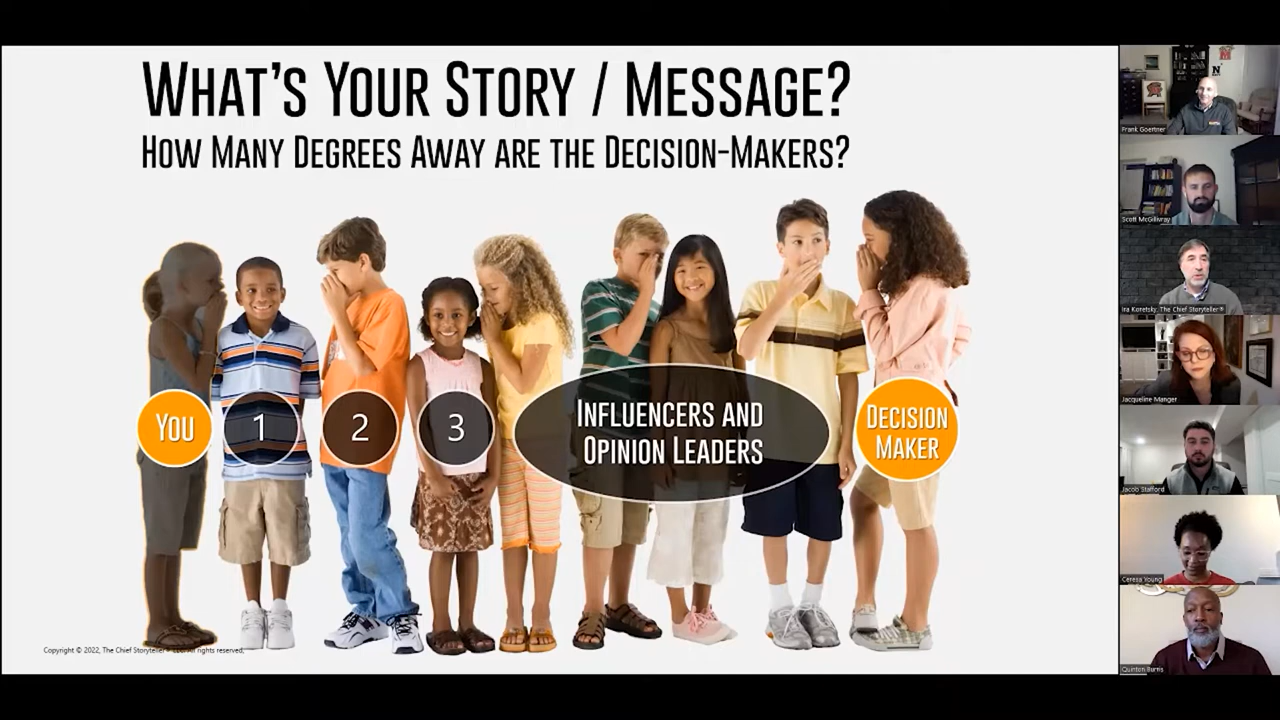 WHAT'S YOUR STORY / MESSAGE?
HOW MANY DEGREES AWAY ARE THE DECISION-MAKERS?
YOU
1
2
3
INFLUENCERS AND
OPINION LEADERS
DECISION
MAKER
Copyright © 2022, The Chief Storyteller® LLC. All rights reserved.
Frank Goertner
Scott McGillivray
Ira Koretsky, The Chief Storyteller®
Jacqueline Manger
Jacob Stafford
Ceresa Young
Quinton Burris